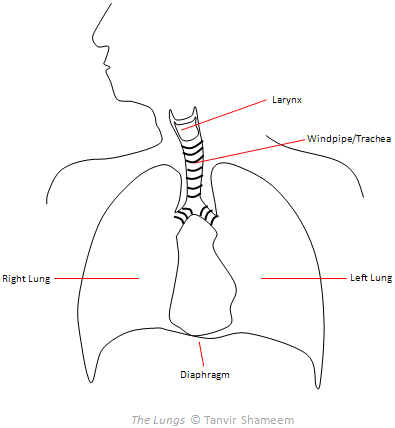 Larynx
Windpipe/Trachea
Right Lung
Left Lung
Diaphragm
The Lungs © Tanvir Shameem